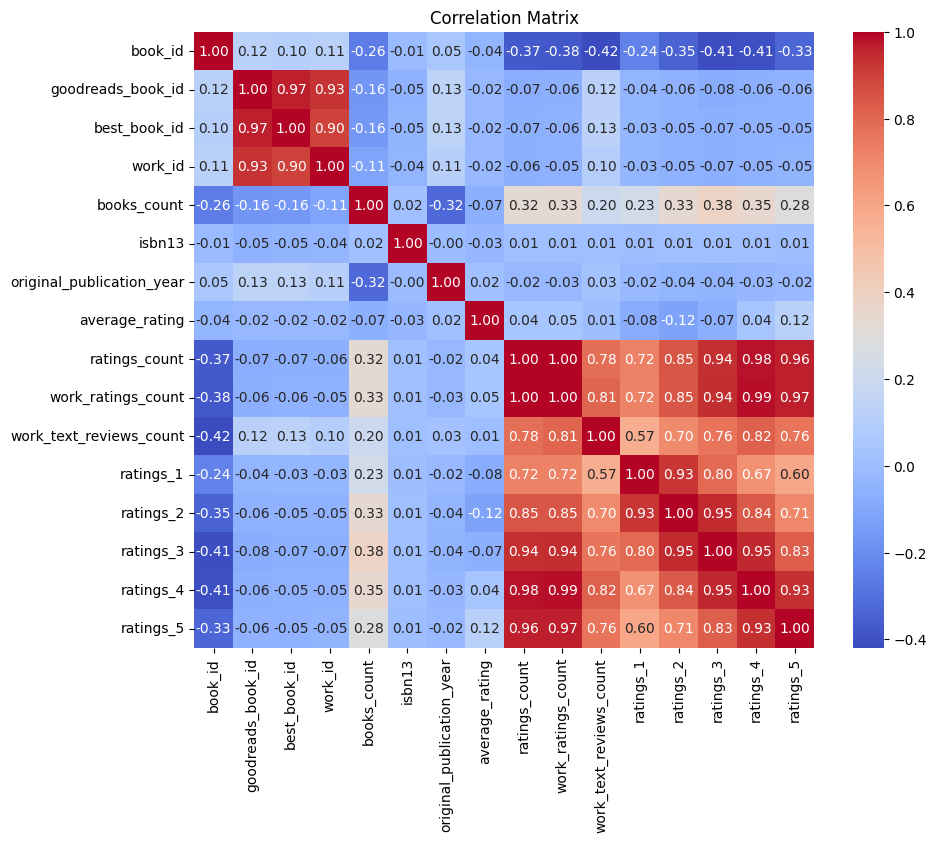 Correlation Matrix
book_id 1.00 0.12 0.10 0.11 -0.26 -0.01 0.05 -0.04 -0.37 -0.38 -0.42 -0.24 -0.35 -0.41 -0.41 -0.33
goodreads_book_id 0.12 1.00 0.97 0.93 -0.16 -0.05 0.13 -0.02 -0.07 -0.06 0.12 -0.04 -0.06 -0.08 -0.06 -0.06
best_book_id 0.10 0.97 1.00 0.90 -0.16 -0.05 0.13 -0.02 -0.07 -0.06 0.13 -0.03 -0.05 -0.07 -0.05 -0.05
work_id 0.11 0.93 0.90 1.00 -0.11 -0.04 0.11 -0.02 -0.06 -0.05 0.10 -0.03 -0.05 -0.07 -0.05 -0.05
books_count -0.26 -0.16 -0.16 -0.11 1.00 0.02 -0.32 -0.07 0.32 0.33 0.20 0.23 0.33 0.38 0.35 0.28
isbn13 -0.01 -0.05 -0.05 -0.04 0.02 1.00 -0.00 -0.03 0.01 0.01 0.01 0.01 0.01 0.01 0.01 0.01
original_publication_year 0.05 0.13 0.13 0.11 -0.32 -0.00 1.00 0.02 -0.02 -0.03 0.03 -0.02 -0.04 -0.04 -0.03 -0.02
average_rating -0.04 -0.02 -0.02 -0.02 -0.07 -0.03 0.02 1.00 0.04 0.05 0.01 -0.08 -0.12 -0.07 0.04 0.12
ratings_count -0.37 -0.07 -0.07 -0.06 0.32 0.01 -0.02 0.04 1.00 1.00 0.78 0.72 0.85 0.94 0.98 0.96
work_ratings_count -0.38 -0.06 -0.06 -0.05 0.33 0.01 -0.03 0.05 1.00 1.00 0.81 0.72 0.85 0.94 0.99 0.97
work_text_reviews_count -0.42 0.12 0.13 0.10 0.20 0.01 0.03 0.01 0.78 0.81 1.00 0.57 0.70 0.76 0.82 0.76
ratings_1 -0.24 -0.04 -0.03 -0.03 0.23 0.01 -0.02 -0.08 0.72 0.72 0.57 1.00 0.93 0.80 0.67 0.60
ratings_2 -0.35 -0.06 -0.05 -0.05 0.33 0.01 -0.04 -0.12 0.85 0.85 0.70 0.93 1.00 0.95 0.84 0.71
ratings_3 -0.41 -0.08 -0.07 -0.07 0.38 0.01 -0.04 -0.07 0.94 0.94 0.76 0.80 0.95 1.00 0.95 0.83
ratings_4 -0.41 -0.06 -0.05 -0.05 0.35 0.01 -0.03 0.04 0.98 0.99 0.82 0.67 0.84 0.95 1.00 0.93
ratings_5 -0.33 -0.06 -0.05 -0.05 0.28 0.01 -0.02 0.12 0.96 0.97 0.76 0.60 0.71 0.83 0.93 1.00
book_id
goodreads_book_id
best_book_id
work_id
books_count
isbn13
original_publication_year
average_rating
ratings_count
work_ratings_count
work_text_reviews_count
ratings_1
ratings_2
ratings_3
ratings_4
ratings_5
1.0
0.8
0.6
0.4
0.2
0.0
-0.2
-0.4